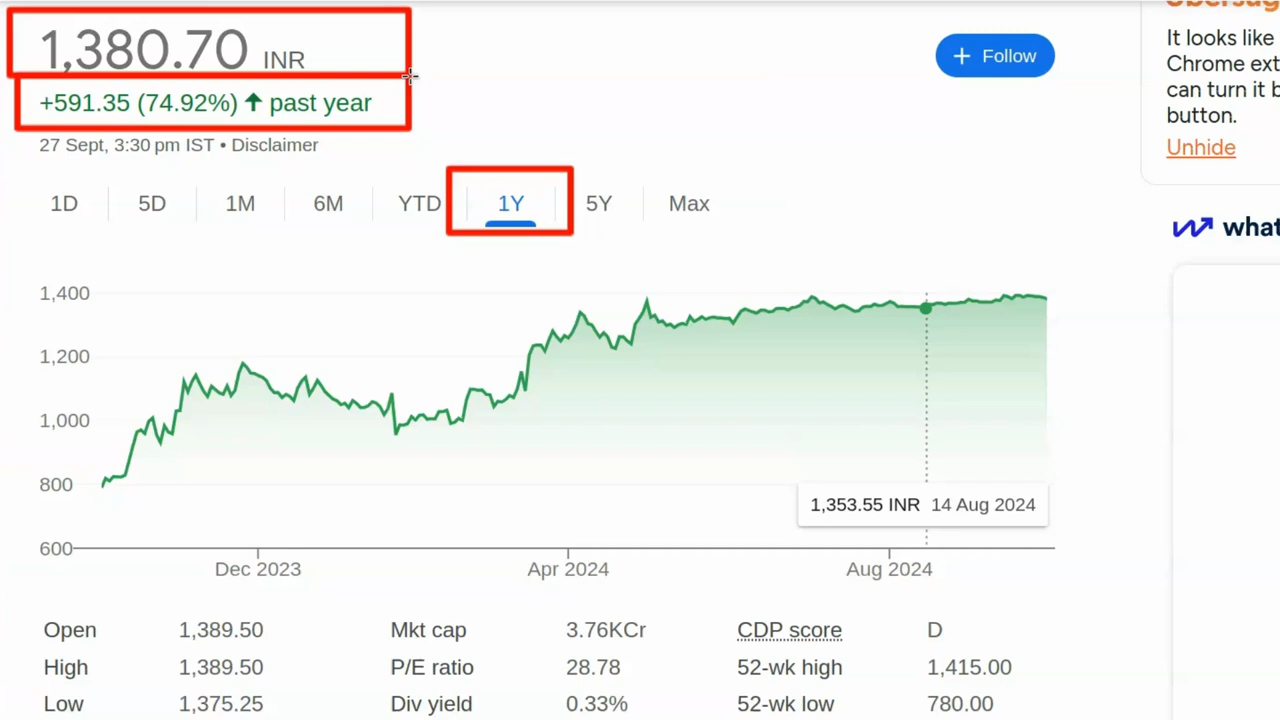 1,380.70 INR
+ Follow
+591.35 (74.92%) ↑ past year
27 Sept, 3:30 pm IST • Disclaimer
1D 5D 1M 6M YTD 1Y 5Y Max
1,400
1,200
1,000
800
600
1,353.55 INR 14 Aug 2024
Dec 2023 Apr 2024 Aug 2024
Open 1,389.50 Mkt cap 3.76KCr CDP score D
High 1,389.50 P/E ratio 28.78 52-wk high 1,415.00
Low 1,375.25 Div yield 0.33% 52-wk low 780.00
It looks like
Chrome ext
can turn it b
button.
Unhide
what